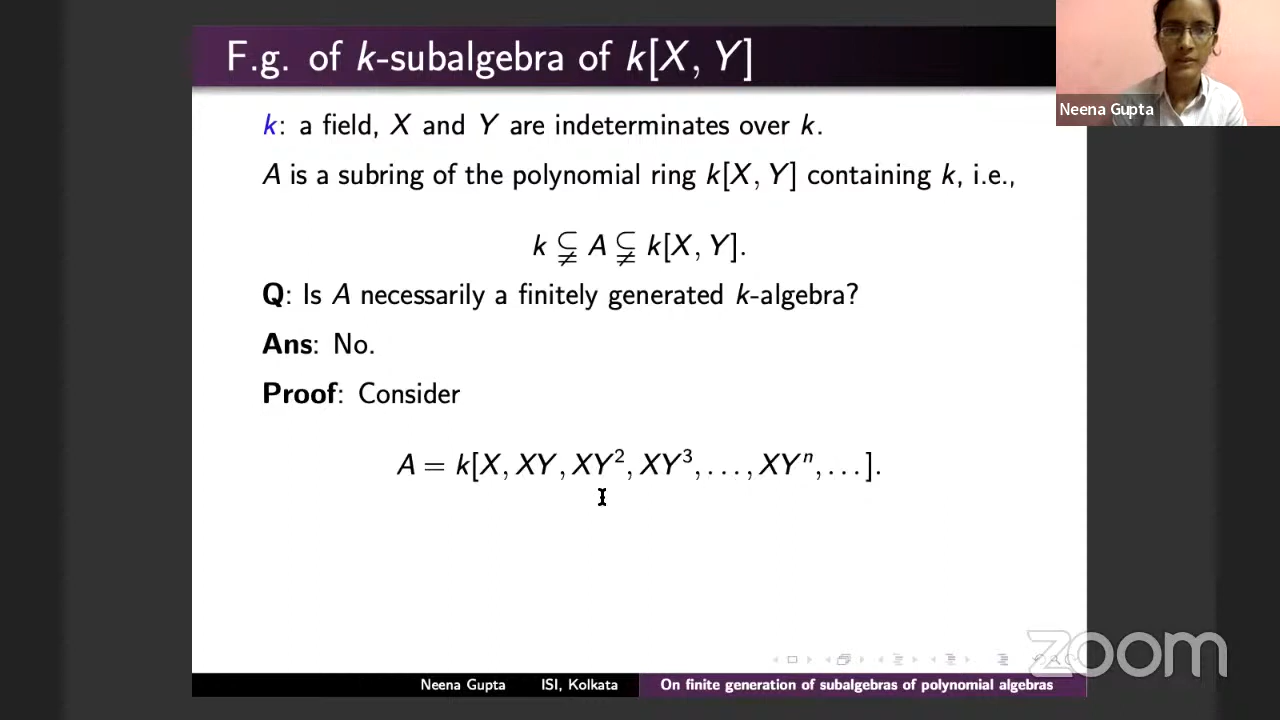 F.g. of k-subalgebra of k[X, Y]
Neena Gupta
k: a field, X and Y are indeterminates over k.
A is a subring of the polynomial ring k[X, Y] containing k, i.e.,
k ⫋ A ⫋ k[X, Y].
Q: Is A necessarily a finitely generated k-algebra?
Ans: No.
Proof: Consider
A = k[X, XY, XY², XY³, . . . , XYⁿ, . . .].
zoom
Neena Gupta ISI, Kolkata On finite generation of subalgebras of polynomial algebras